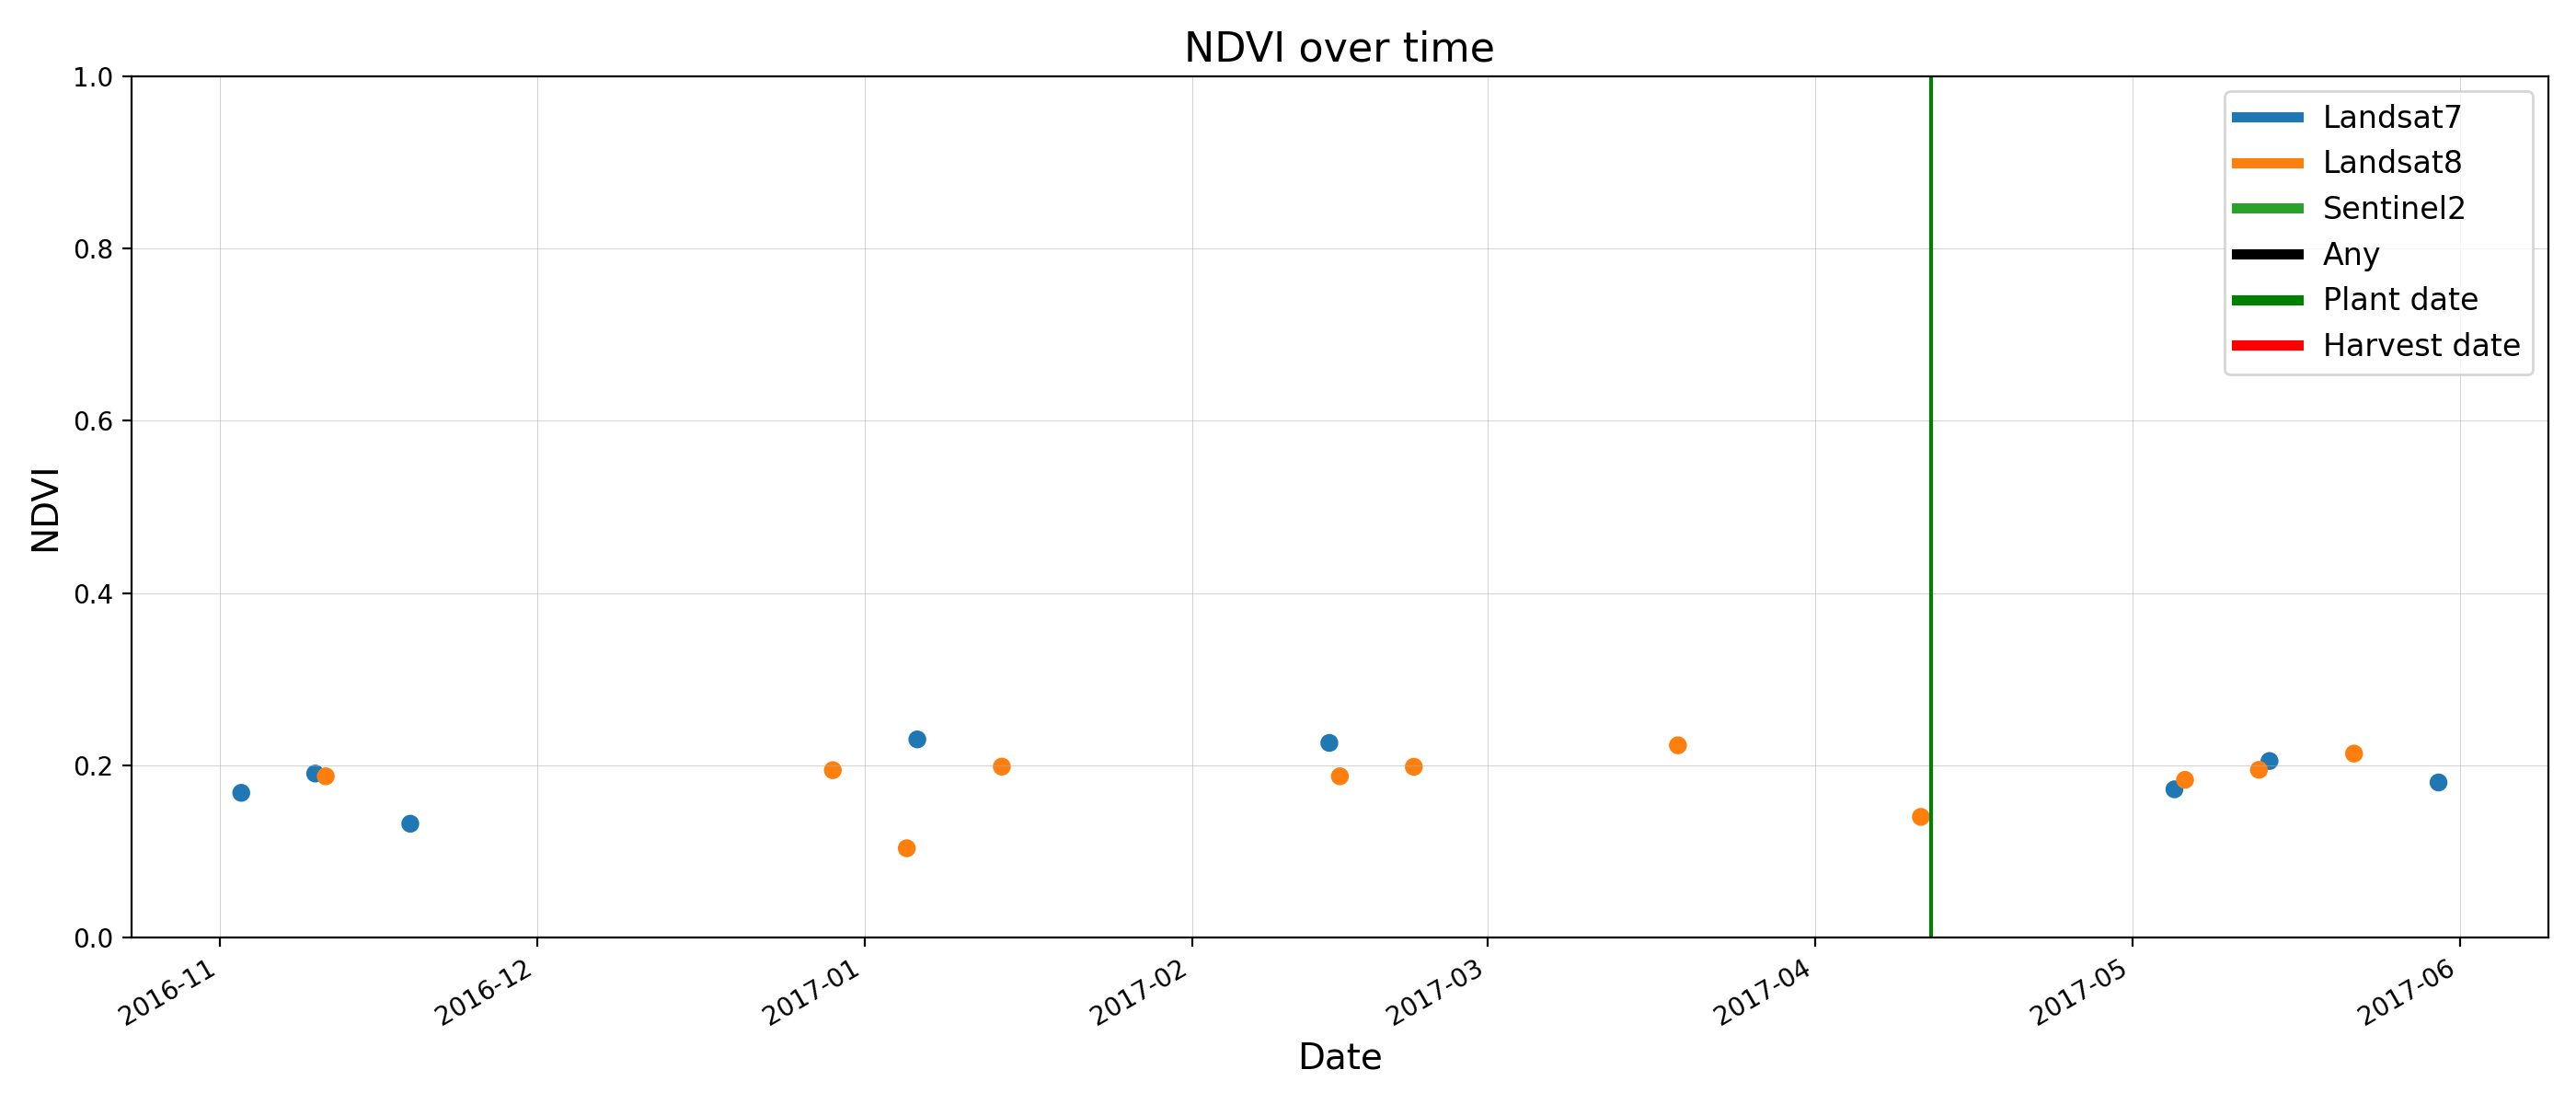 NDVI over time
1.0
0.8
0.6
0.4
0.2
0.0
NDVI
Landsat7
Landsat8
Sentinel2
Any
Plant date
Harvest date
2016-11
2016-12
2017-01
2017-02
2017-03
2017-04
2017-05
2017-06
Date